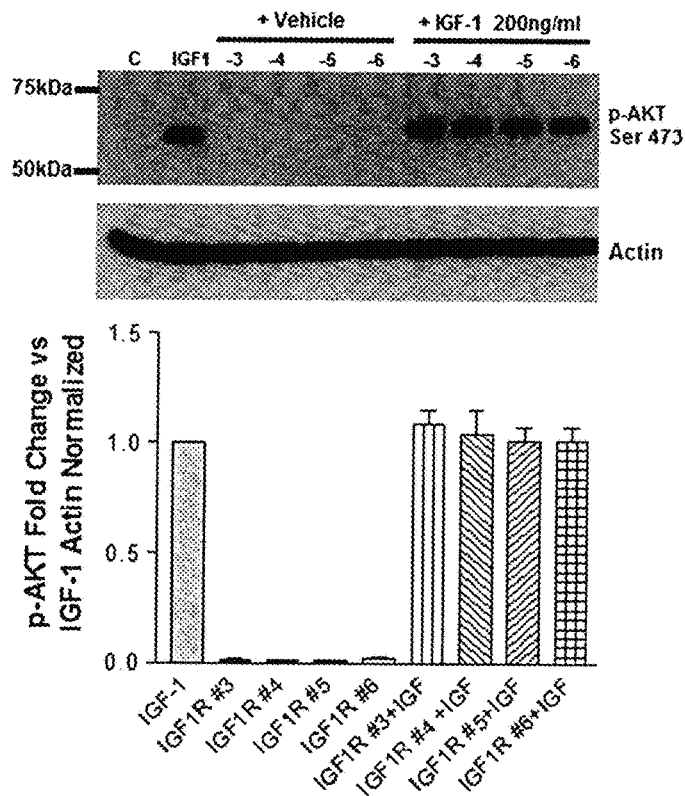 + Vehicle
+ IGF-1 200ng/ml
C IGF1 -3 -4 -5 -6 -3 -4 -5 -6
75kDa
50kDa
p-AKT
Ser 473
Actin
p-AKT Fold Change vs
IGF-1 Actin Normalized
1.5
1.0
0.5
0.0
IGF-1
IGF1R #3
IGF1R #4
IGF1R #5
IGF1R #6
IGF1R #3+IGF
IGF1R #4 +IGF
IGF1R #5+IGF
IGF1R #6+IGF